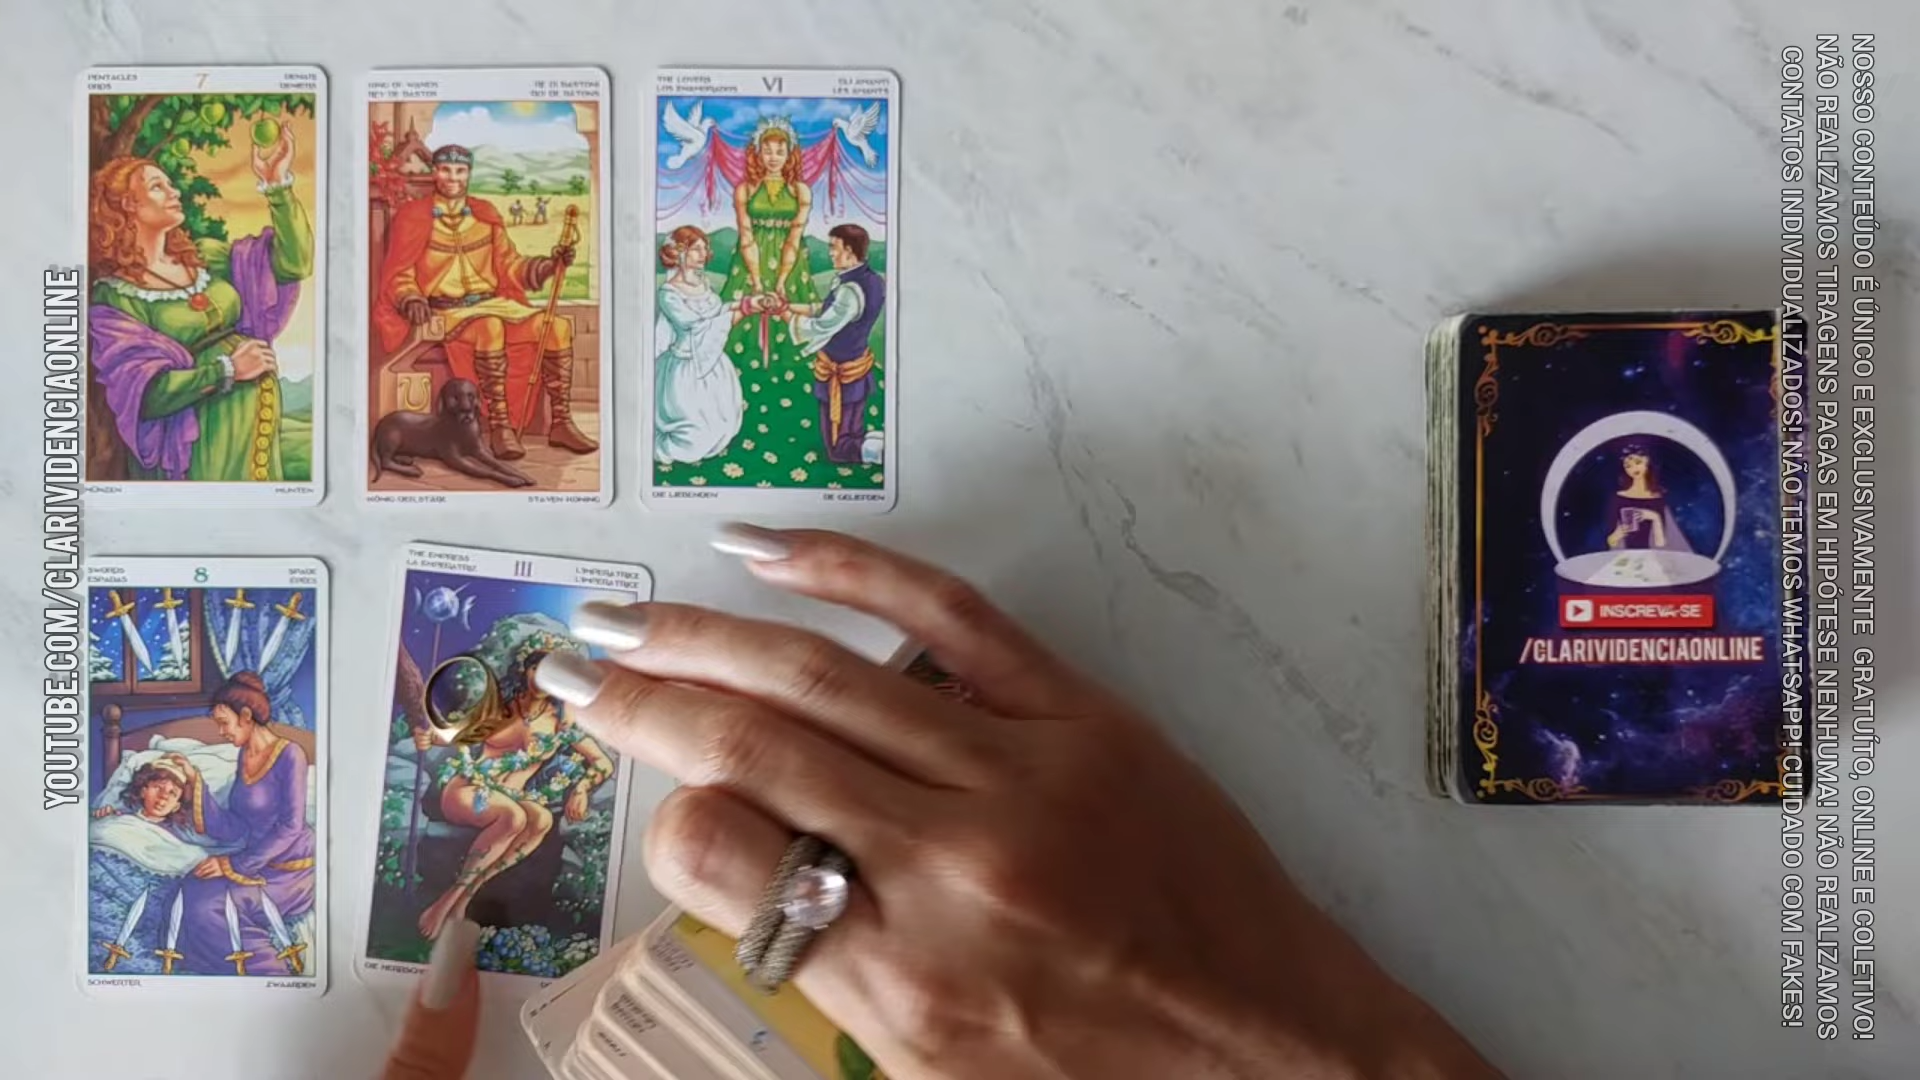 YOUTUBE.COM/CLARIVIDENCIAONLINE
PENTACLES 7 DENARI
OROS DENIERS
MÜNZEN MUNTEN
KING OF WANDS RE DI BASTONI
REY DE BASTOS ROI DE BÂTONS
KÖNIG DER STÄBE STAVEN KONING
THE LOVERS VI GLI AMANTI
LOS ENAMORADOS LES AMANTS
DIE LIEBENDEN DE GELIEFDEN
SWORDS 8 SPADE
ESPADAS ÉPÉES
SCHWERTER ZWAARDEN
THE EMPRESS III L'IMPERATRICE
LA EMPERATRIZ L'IMPÉRATRICE
INSCREVA-SE
/CLARIVIDENCIAONLINE
NOSSO CONTEÚDO É ÚNICO E EXCLUSIVAMENTE GRATUÍTO, ONLINE E COLETIVO!
NÃO REALIZAMOS TIRAGENS PAGAS EM HIPÓTESE NENHUMA! NÃO REALIZAMOS
CONTATOS INDIVIDUALIZADOS! NÃO TEMOS WHATSAPP! CUIDADO COM FAKES!